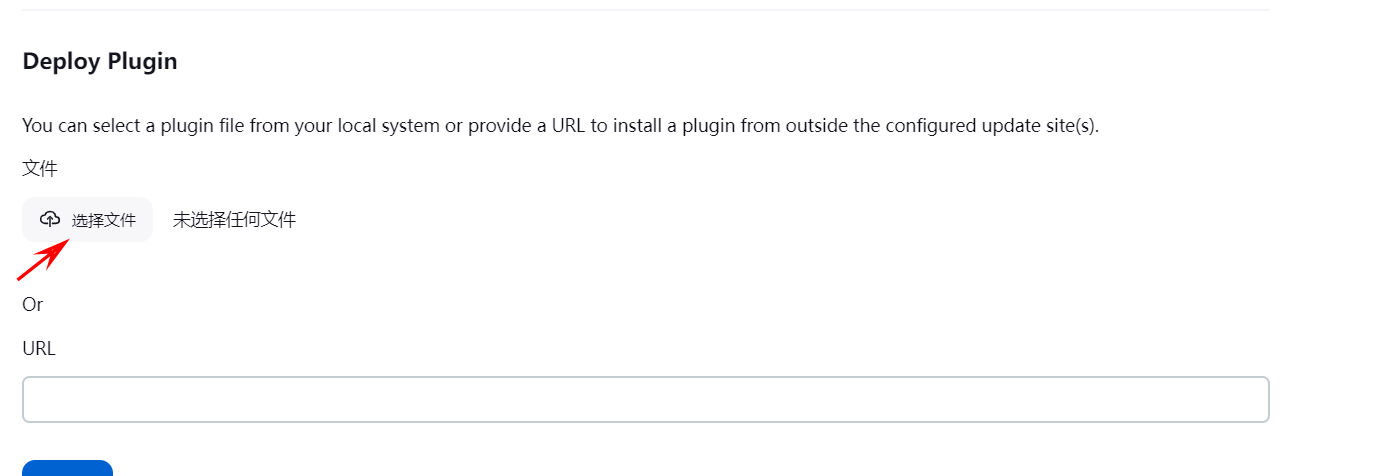 Deploy Plugin
You can select a plugin file from your local system or provide a URL to install a plugin from outside the configured update site(s).
文件
选择文件 未选择任何文件
Or
URL